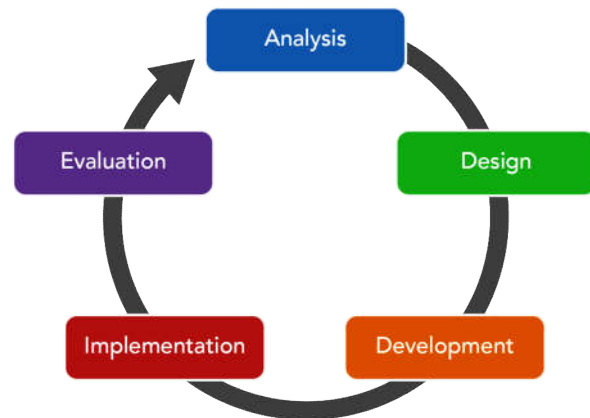 Analysis
Design
Development
Implementation
Evaluation